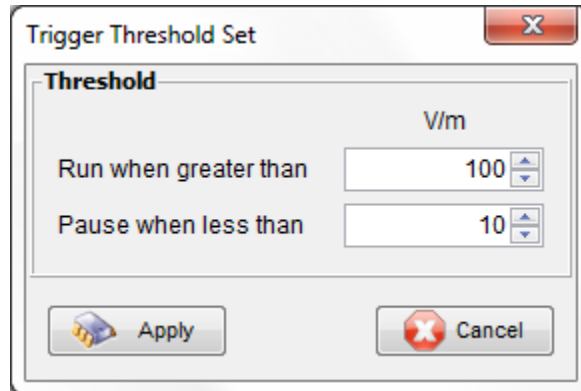 Trigger Threshold Set
Threshold
V/m
Run when greater than 100
Pause when less than 10
Apply Cancel